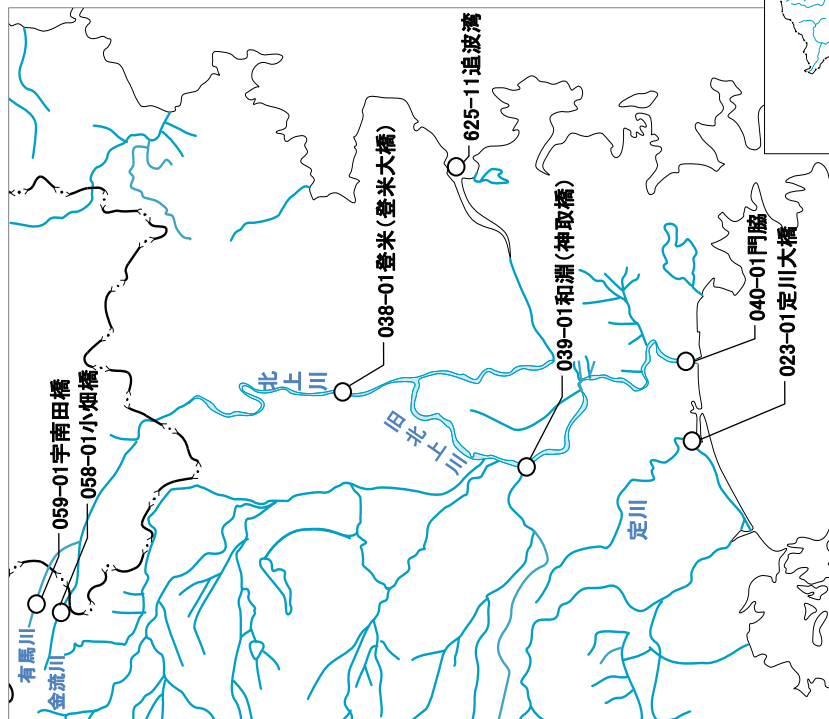 059-01宇南田橋
058-01小畑橋
有馬川
金流川
北上川
038-01登米(登米大橋)
625-11追波湾
旧北上川
039-01和淵(神取橋)
定川
040-01門脇
023-01定川大橋